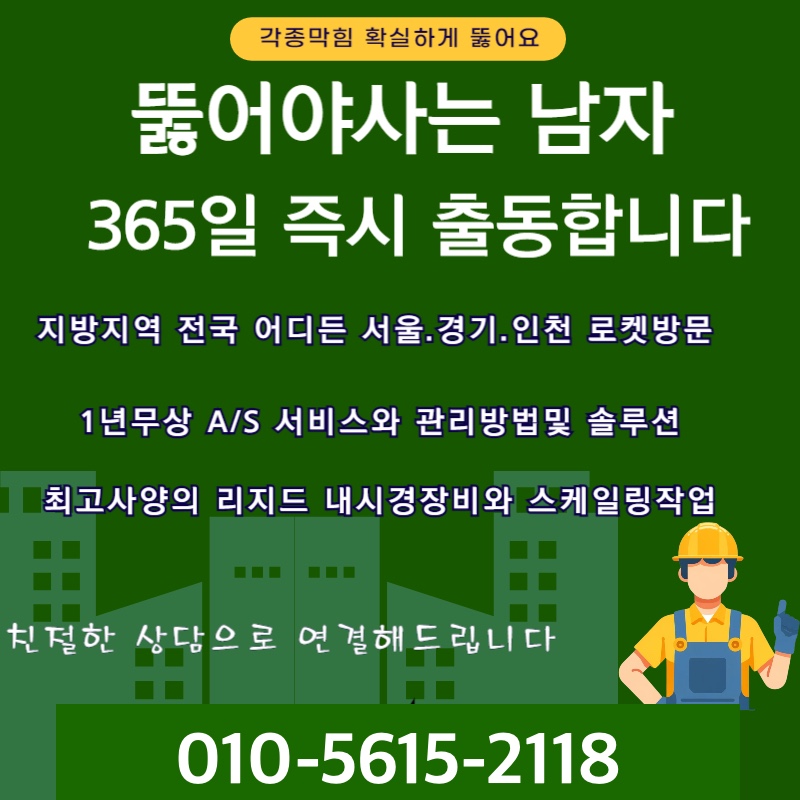 각종막힘 확실하게 뚫어요
뚫어야사는 남자
365일 즉시 출동합니다
지방지역 전국 어디든 서울.경기.인천 로켓방문
1년무상 A/S 서비스와 관리방법및 솔루션
최고사양의 리지드 내시경장비와 스케일링작업
친절한 상담으로 연결해드립니다
010-5615-2118